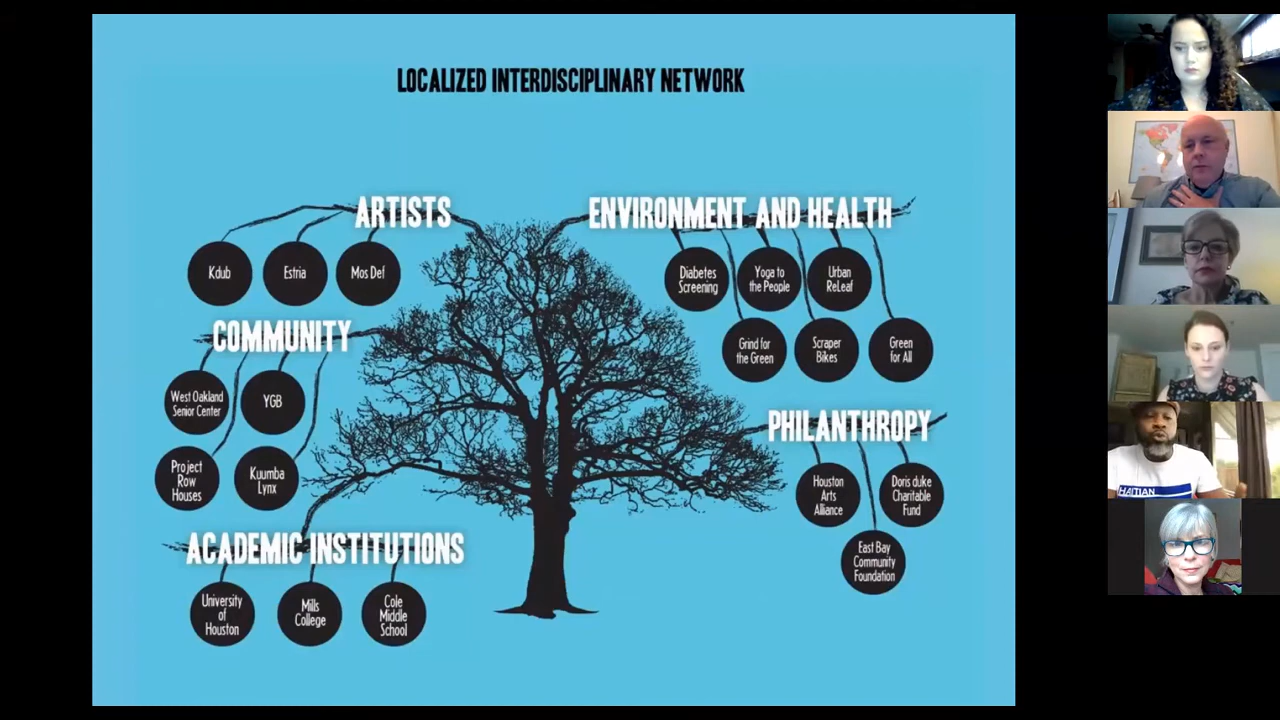 LOCALIZED INTERDISCIPLINARY NETWORK
ARTISTS
Kdub
Estria
Mos Def
COMMUNITY
West Oakland
Senior Center
YGB
Project
Row
Houses
Kuumba
Lynx
ACADEMIC INSTITUTIONS
University
of
Houston
Mills
College
Cole
Middle
School
ENVIRONMENT AND HEALTH
Diabetes
Screening
Yoga to
the People
Urban
ReLeaf
Grind for
the Green
Scraper
Bikes
Green
for All
PHILANTHROPY
Houston
Arts
Alliance
Doris duke
Charitable
Fund
East Bay
Community
Foundation
HAITIAN